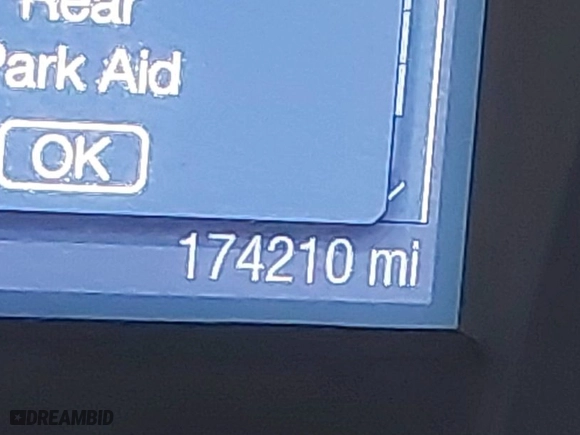 Rear
Park Aid
OK
174210 mi
DREAMBID